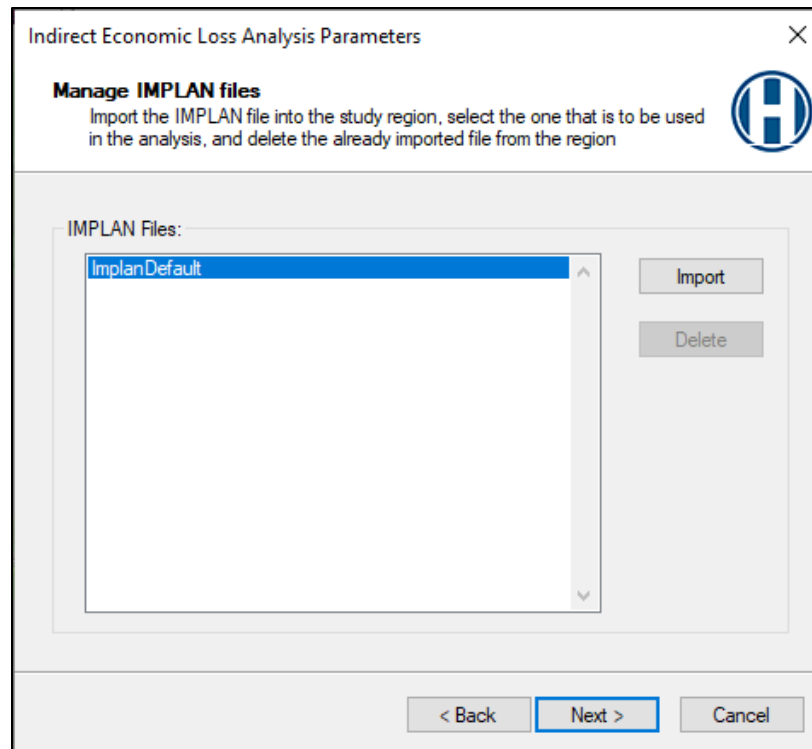 Indirect Economic Loss Analysis Parameters
Manage IMPLAN files
Import the IMPLAN file into the study region, select the one that is to be used
in the analysis, and delete the already imported file from the region
IMPLAN Files:
ImplanDefault
Import
Delete
< Back
Next >
Cancel